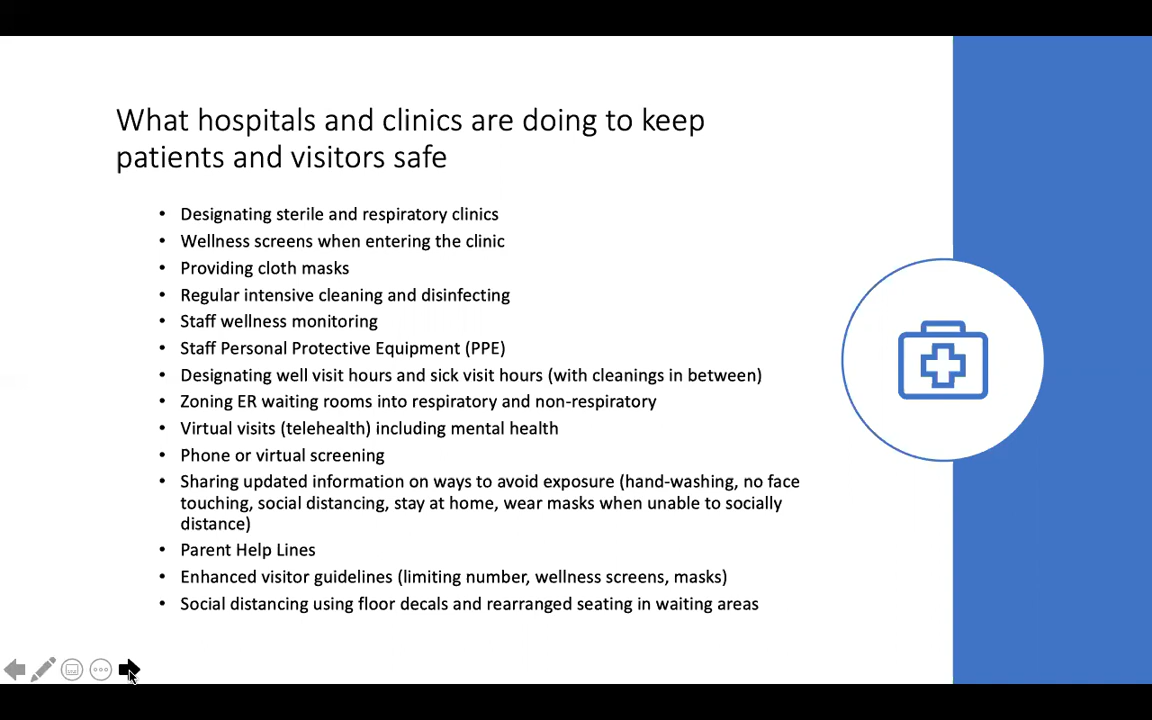 What hospitals and clinics are doing to keep
patients and visitors safe
• Designating sterile and respiratory clinics
• Wellness screens when entering the clinic
• Providing cloth masks
• Regular intensive cleaning and disinfecting
• Staff wellness monitoring
• Staff Personal Protective Equipment (PPE)
• Designating well visit hours and sick visit hours (with cleanings in between)
• Zoning ER waiting rooms into respiratory and non-respiratory
• Virtual visits (telehealth) including mental health
• Phone or virtual screening
• Sharing updated information on ways to avoid exposure (hand-washing, no face
touching, social distancing, stay at home, wear masks when unable to socially
distance)
• Parent Help Lines
• Enhanced visitor guidelines (limiting number, wellness screens, masks)
• Social distancing using floor decals and rearranged seating in waiting areas